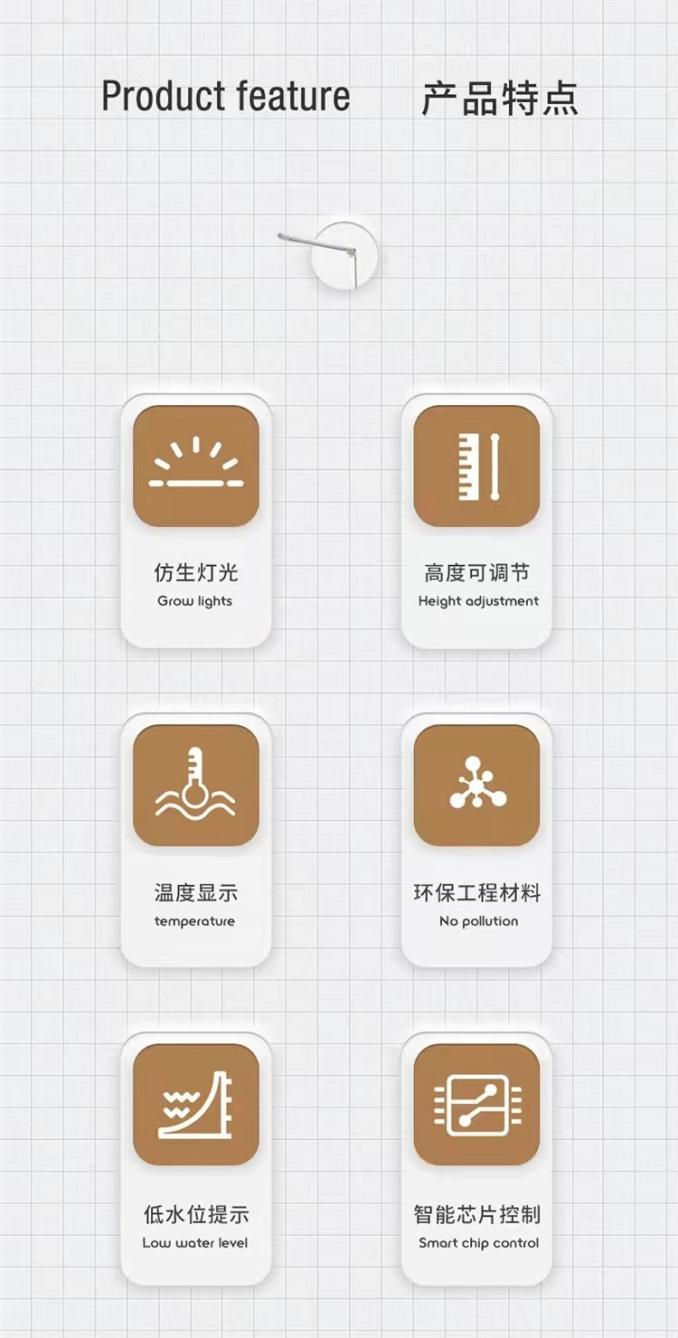 Product feature 产品特点
仿生灯光
Grow lights
高度可调节
Height adjustment
温度显示
temperature
环保工程材料
No pollution
低水位提示
Low water level
智能芯片控制
Smart chip control